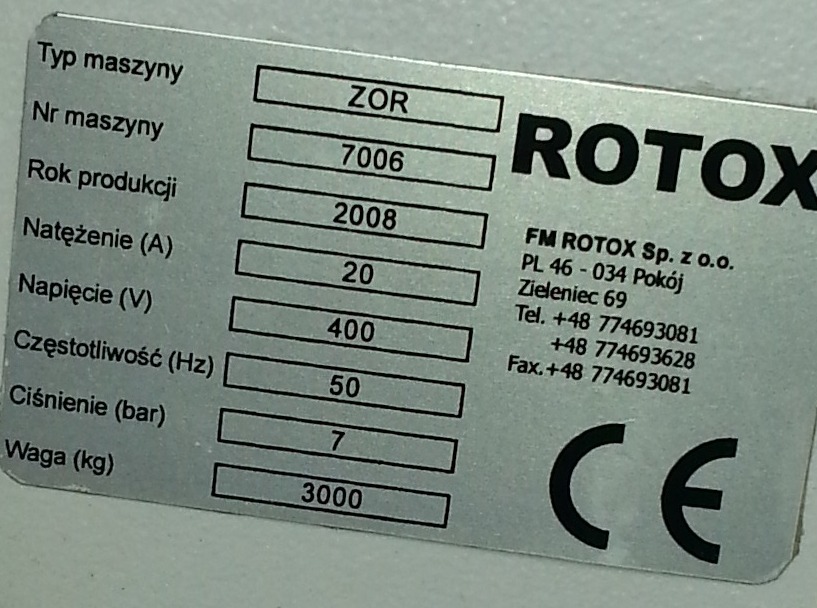 Typ maszyny ZOR
Nr maszyny 7006
Rok produkcji 2008
Natężenie (A) 20
Napięcie (V) 400
Częstotliwość (Hz) 50
Ciśnienie (bar) 7
Waga (kg) 3000
ROTOX
FM ROTOX Sp. z o.o.
PL 46 - 034 Pokój
Zieleniec 69
Tel. +48 774693081
+48 774693628
Fax.+48 774693081
CE